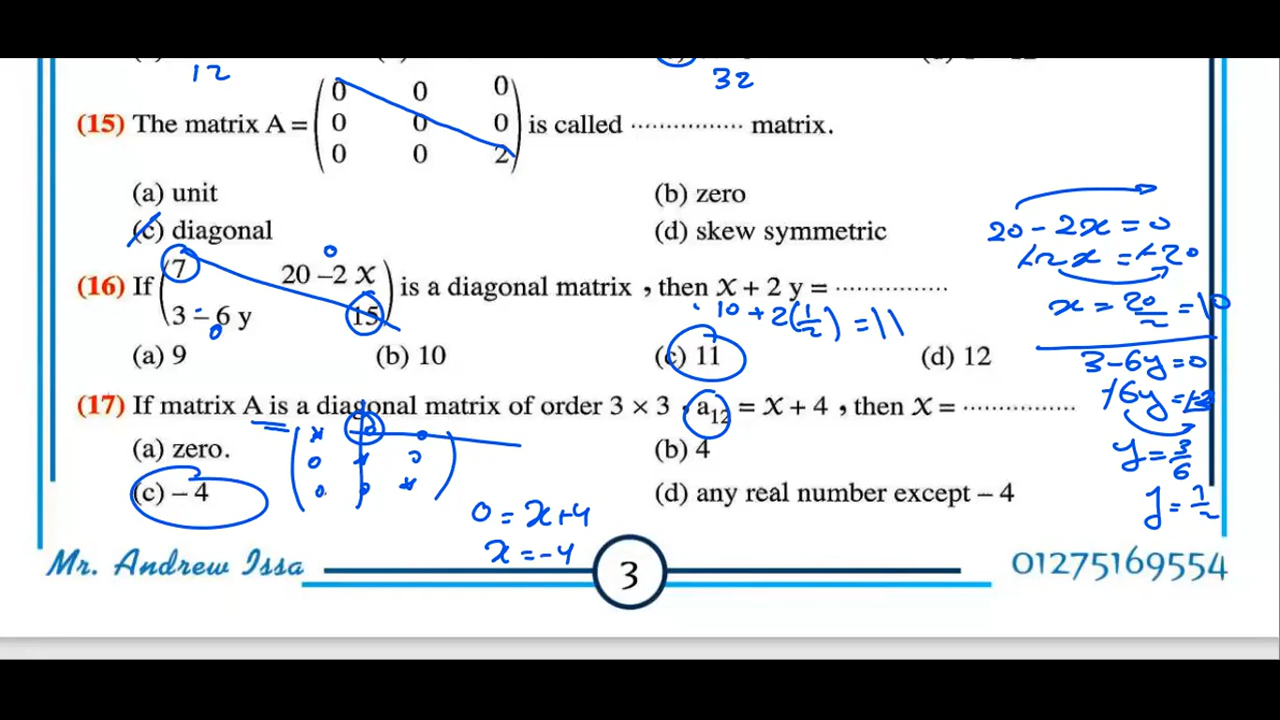 12
32
(15) The matrix A = ( 0 0 0
0 0 0
0 0 2 ) is called ................ matrix.
(a) unit
(b) zero
(c) diagonal
(d) skew symmetric
(16) If ( 7 20 – 2 X
3 – 6 y 15 ) is a diagonal matrix , then X + 2 y = ................
0
0
10 + 2(1/2) = 11
(a) 9 (b) 10 (c) 11 (d) 12
20 - 2x = 0
-2x = -20
x = 20/2 = 10
3 - 6y = 0
-6y = -3
y = 3/6
y = 1/2
(17) If matrix A is a diagonal matrix of order 3 × 3 , a12 = X + 4 , then X = ................
(a) zero.
(b) 4
(c) – 4
(d) any real number except – 4
0 = x + 4
x = -4
Mr. Andrew Issa
3
01275169554